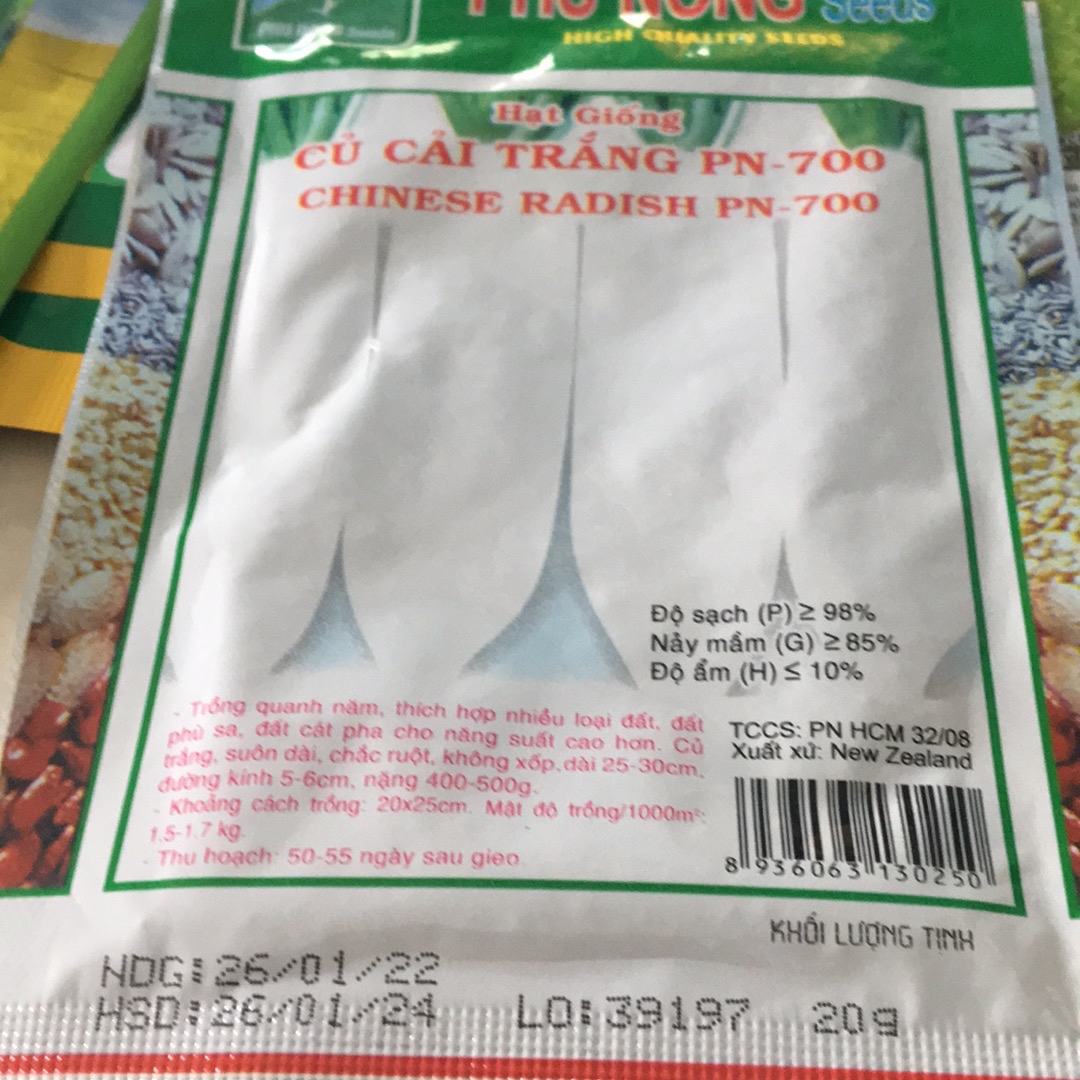 PHÚ NÔNG Seeds
HIGH QUALITY SEEDS
Hạt Giống
CỦ CẢI TRẮNG PN-700
CHINESE RADISH PN-700
Độ sạch (P) ≥ 98%
Nảy mầm (G) ≥ 85%
Độ ẩm (H) ≤ 10%
- Trồng quanh năm, thích hợp nhiều loại đất, đất
phù sa, đất cát pha cho năng suất cao hơn. Củ
trắng, suôn dài, chắc ruột, không xốp, dài 25-30cm,
đường kính 5-6cm, nặng 400-500g.
- Khoảng cách trồng: 20x25cm. Mật độ trồng/1000m²:
1.5-1.7 kg.
- Thu hoạch: 50-55 ngày sau gieo.
TCCS: PN HCM 32/08
Xuất xứ: New Zealand
8 936063 130250
KHỐI LƯỢNG TỊNH
NDG:26/01/22
HSD:26/01/24 LO:39197 20g